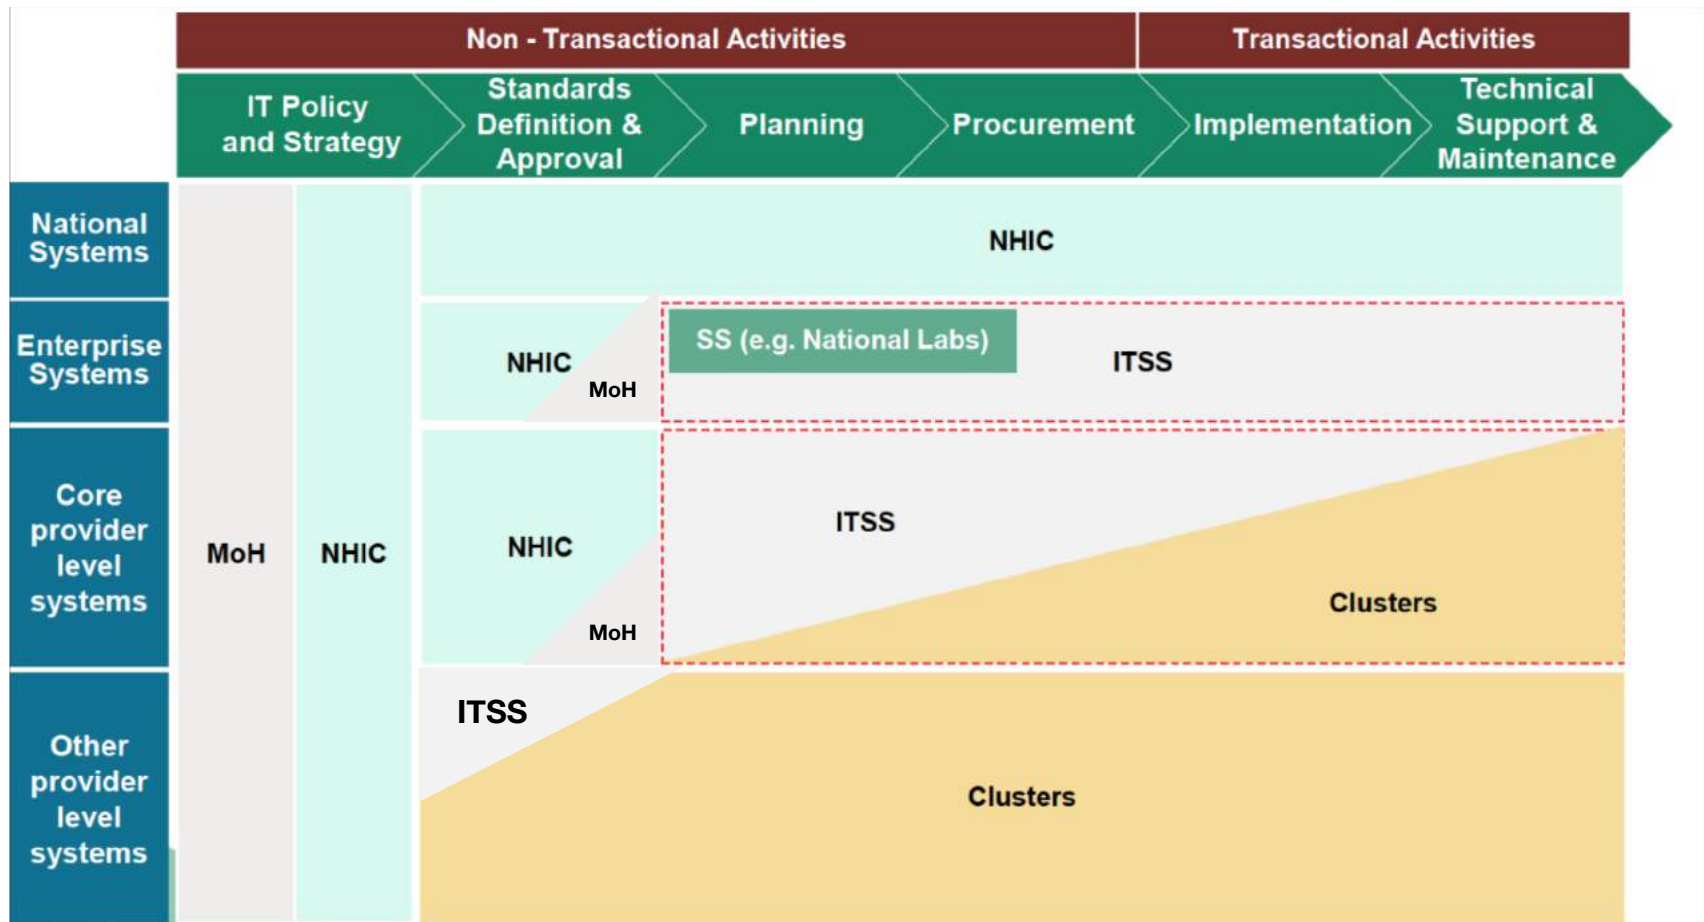 Non - Transactional Activities
Transactional Activities
IT Policy
and Strategy
Standards
Definition &
Approval
Planning
Procurement
Implementation
Technical
Support &
Maintenance
National
Systems
NHIC
Enterprise
Systems
NHIC
MoH
SS (e.g. National Labs)
ITSS
Core
provider
level
systems
MoH
NHIC
NHIC
MoH
ITSS
Clusters
Other
provider
level
systems
ITSS
Clusters